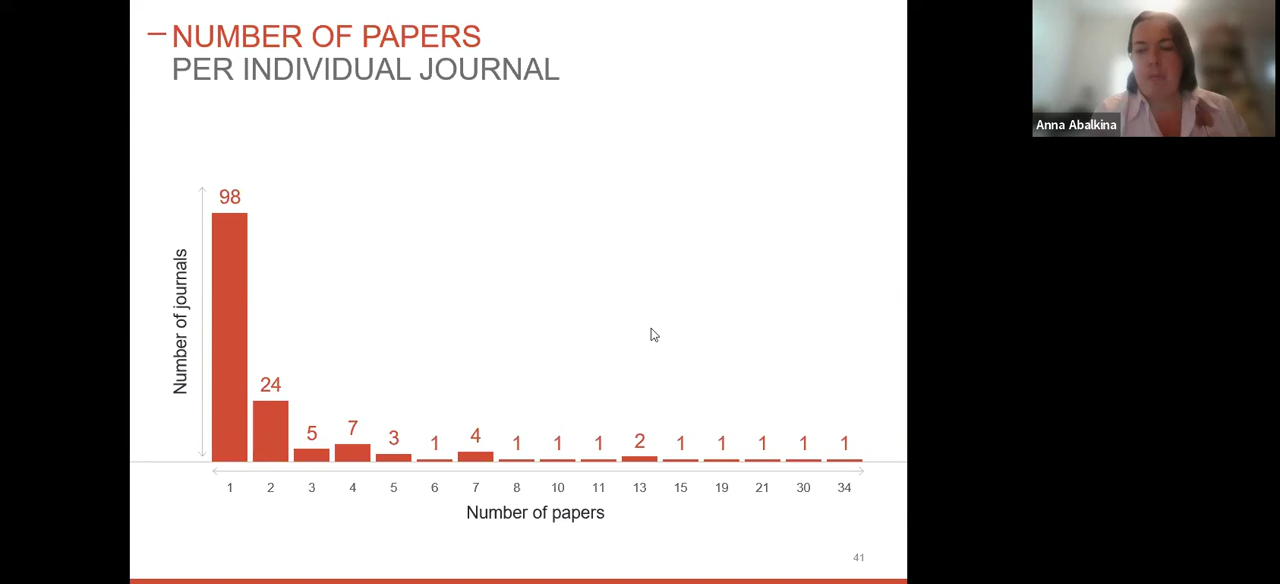 NUMBER OF PAPERS
PER INDIVIDUAL JOURNAL
Anna Abalkina
Number of journals
98
24
5
7
3
1
4
1
1
1
2
1
1
1
1
1
1 2 3 4 5 6 7 8 10 11 13 15 19 21 30 34
Number of papers
41